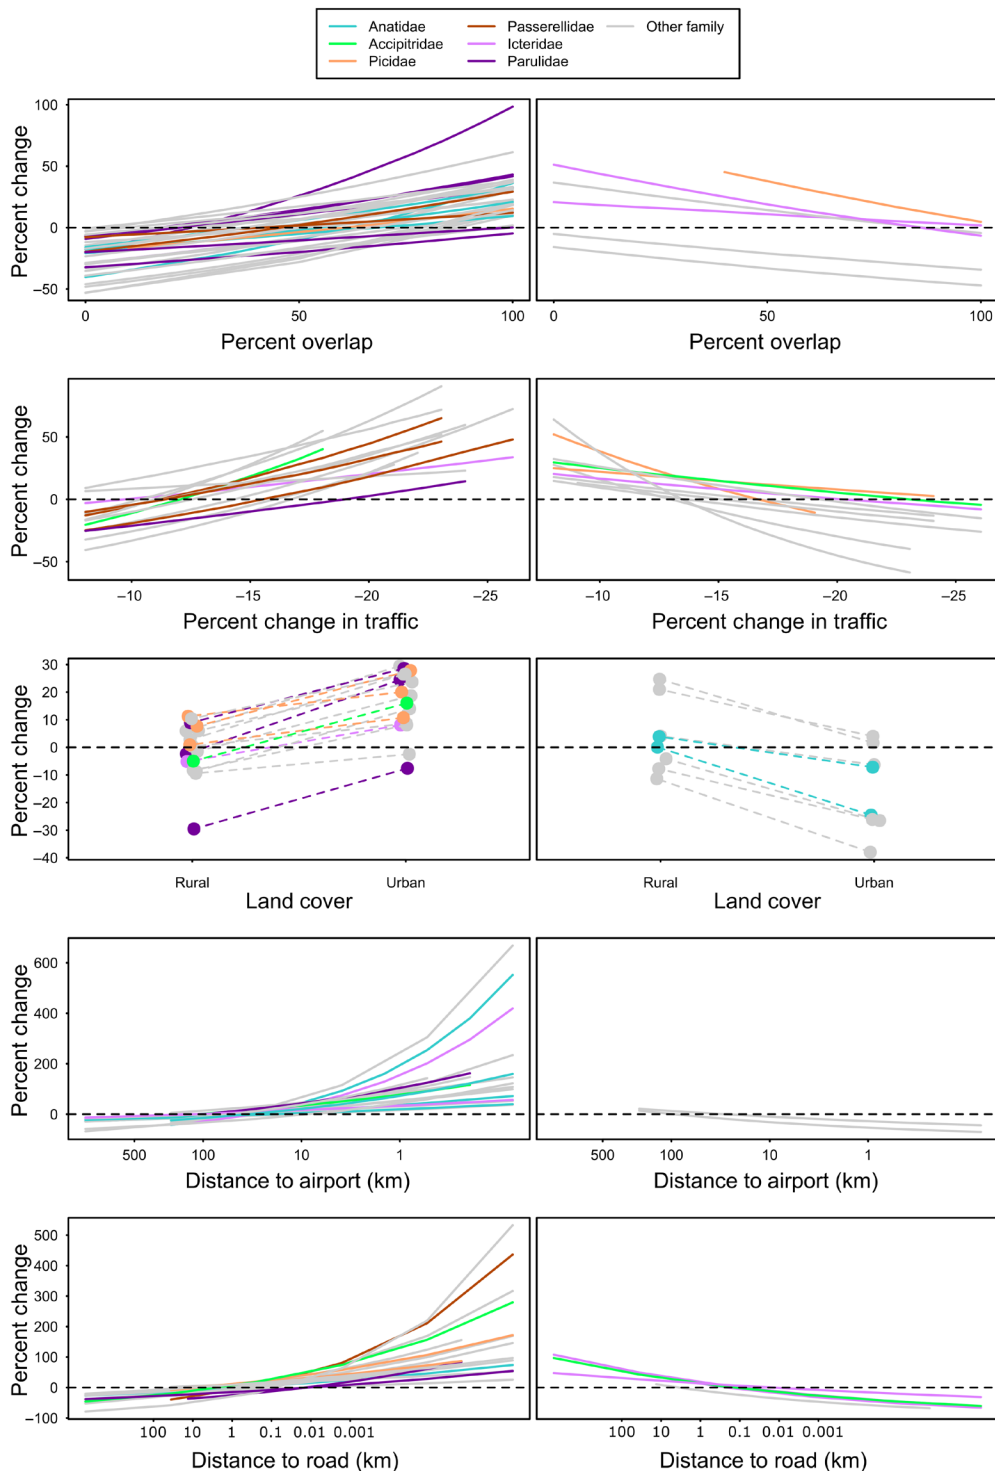 Anatidae Passerellidae Other family
Accipitridae Icteridae
Picidae Parulidae
Percent change
100
50
0
−50
0 50 100
Percent overlap
0 50 100
Percent overlap
Percent change
50
0
−50
−10 −15 −20 −25
Percent change in traffic
−10 −15 −20 −25
Percent change in traffic
Percent change
30
20
10
0
−10
−20
−30
−40
Rural Urban
Land cover
Rural Urban
Land cover
Percent change
600
400
200
0
500 100 10 1
Distance to airport (km)
500 100 10 1
Distance to airport (km)
Percent change
500
400
300
200
100
0
−100
100 10 1 0.1 0.01 0.001
Distance to road (km)
100 10 1 0.1 0.01 0.001
Distance to road (km)